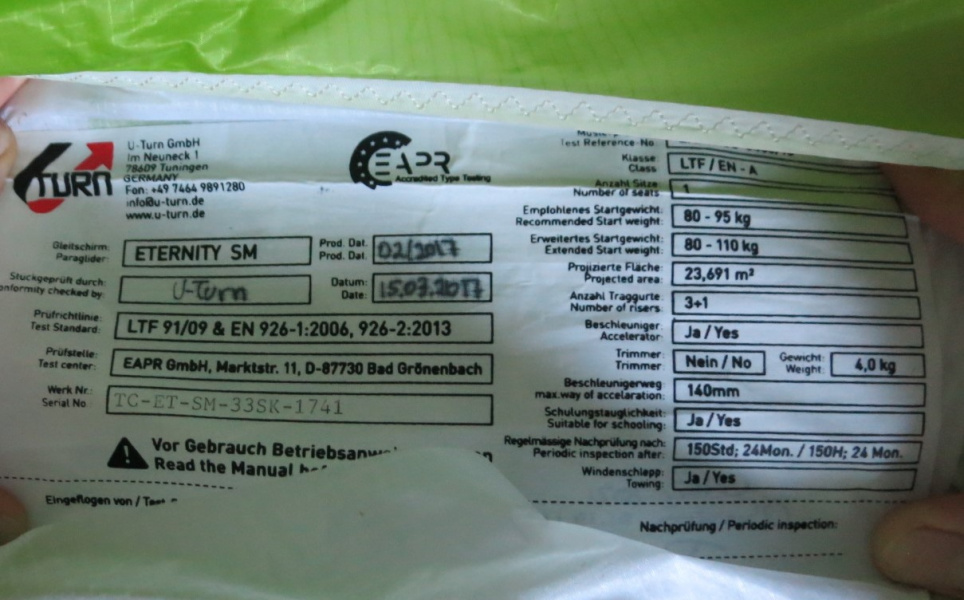 TURN
U-Turn GmbH
Im Neuneck 1
78609 Tuningen
GERMANY
Fon: +49 7464 9891280
info@u-turn.de
www.u-turn.de
EAPR
Accredited Type Testing
Gleitschirm: ETERNITY SM
Paraglider:
Prod. Dat. 02/2017
Prod. Dat.
Stückgeprüft durch: U-Turn
conformity checked by:
Datum: 15.03.2017
Date:
Prüfrichtlinie: LTF 91/09 & EN 926-1:2006, 926-2:2013
Test Standard:
Prüfstelle: EAPR GmbH, Marktstr. 11, D-87730 Bad Grönenbach
Test center:
Werk Nr.: TC-ET-SM-33SK-1741
Serial No.
Vor Gebrauch
Read the Manual
Eingeflogen von /
Test Reference No.
Klasse LTF / EN - A
Class
Anzahl Sitze: 1
Number of seats:
Empfohlenes Startgewicht: 80 - 95 kg
Recommended Start weight:
Erweitertes Startgewicht: 80 - 110 kg
Extended Start weight:
Projizierte Fläche: 23,691 m²
Projected area:
Anzahl Traggurte: 3+1
Number of risers:
Beschleuniger: Ja / Yes
Accelerator:
Trimmer: Nein / No
Trimmer:
Gewicht: 4,0 kg
Weight:
Beschleunigerweg 140mm
max.way of accelaration:
Schulungstauglichkeit: Ja / Yes
Suitable for schooling:
Regelmässige Nachprüfung nach: 150Std; 24Mon. / 150H; 24 Mon.
Periodic inspection after:
Windenschlepp: Ja / Yes
Towing:
Nachprüfung / Periodic inspection: